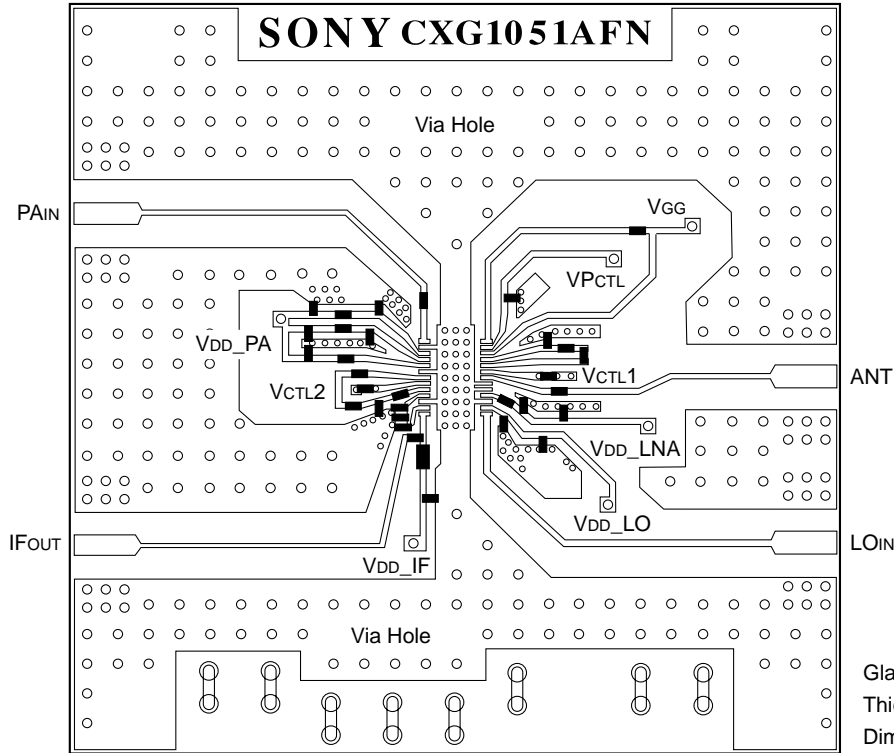 SONY CXG1051AFN
Via Hole
PAIN
VGG
VPCTL
VDD_PA
VCTL2
VCTL1
ANT
VDD_LNA
VDD_LO
IFOUT
VDD_IF
LOIN
Via Hole
Gla
Thi
Dim